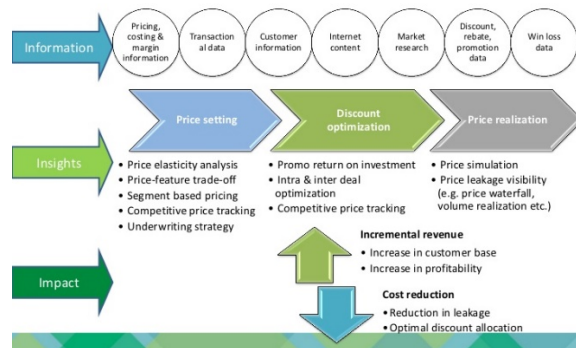 Information
Pricing,
costing &
margin
information
Transaction
al data
Customer
information
Internet
content
Market
research
Discount,
rebate,
promotion
data
Win loss
data
Price setting
Discount
optimization
Price realization
Insights
• Price elasticity analysis
• Price-feature trade-off
• Segment based pricing
• Competitive price tracking
• Underwriting strategy
• Promo return on investment
• Intra & inter deal
optimization
• Competitive price tracking
• Price simulation
• Price leakage visibility
(e.g. price waterfall,
volume realization etc.)
Impact
Incremental revenue
• Increase in customer base
• Increase in profitability
Cost reduction
• Reduction in leakage
• Optimal discount allocation